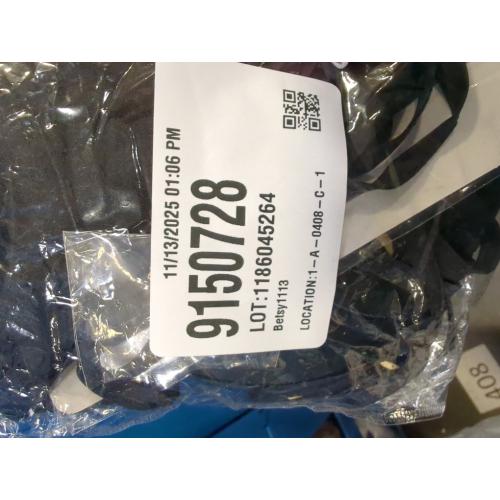 11/13/2025 01:06 PM
9150728
LOT:1186045264
Betsy1113
LOCATION:1-A-0408-C-1
408